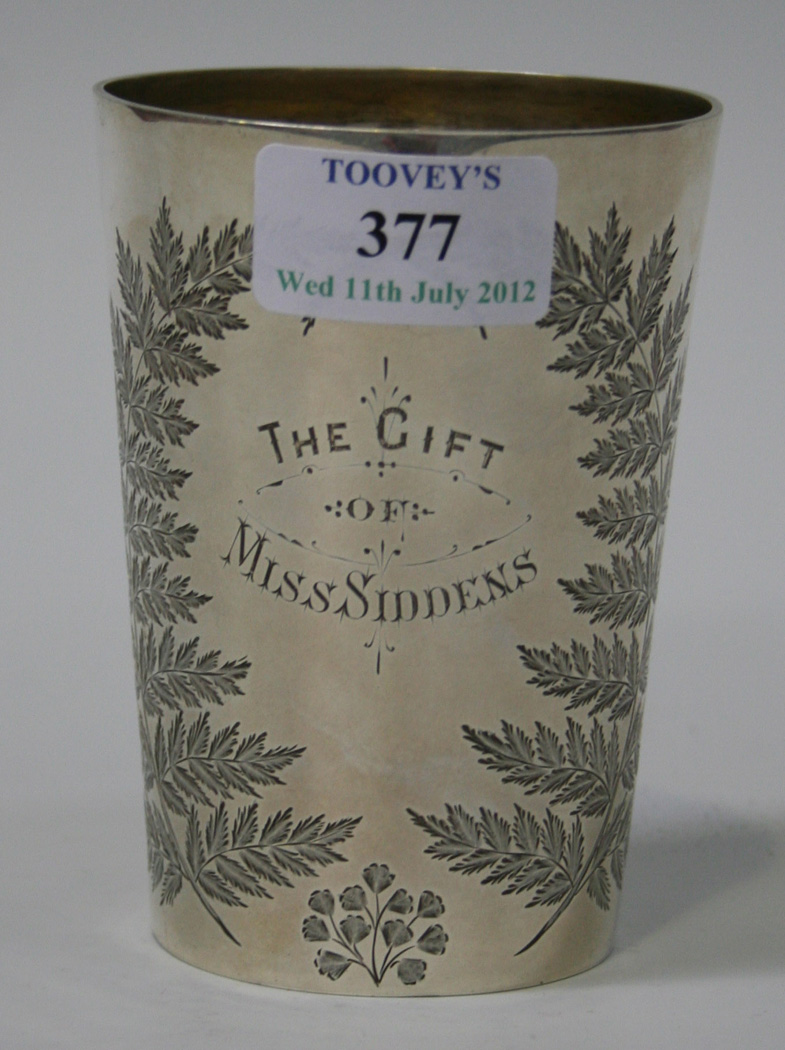 TOOVEY'S
377
Wed 11th July 2012
THE GIFT
OF
MISS SIDDENS